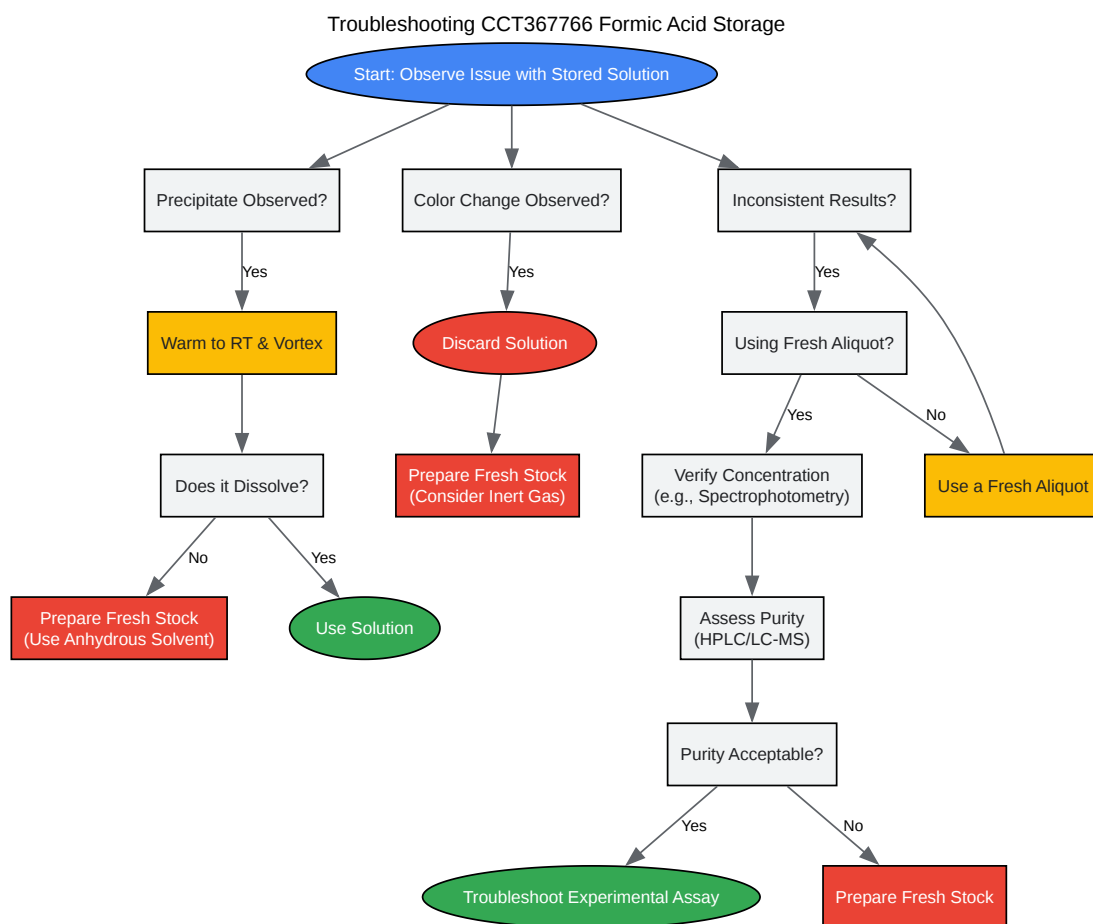 Troubleshooting CCT367766 Formic Acid Storage
Start: Observe Issue with Stored Solution
Precipitate Observed?
Color Change Observed?
Inconsistent Results?
Yes
Yes
Yes
Warm to RT & Vortex
Discard Solution
Using Fresh Aliquot?
Yes
No
Does it Dissolve?
Prepare Fresh Stock
(Consider Inert Gas)
Verify Concentration
(e.g., Spectrophotometry)
Use a Fresh Aliquot
No
Yes
Prepare Fresh Stock
(Use Anhydrous Solvent)
Use Solution
Assess Purity
(HPLC/LC-MS)
Purity Acceptable?
Yes
No
Troubleshoot Experimental Assay
Prepare Fresh Stock